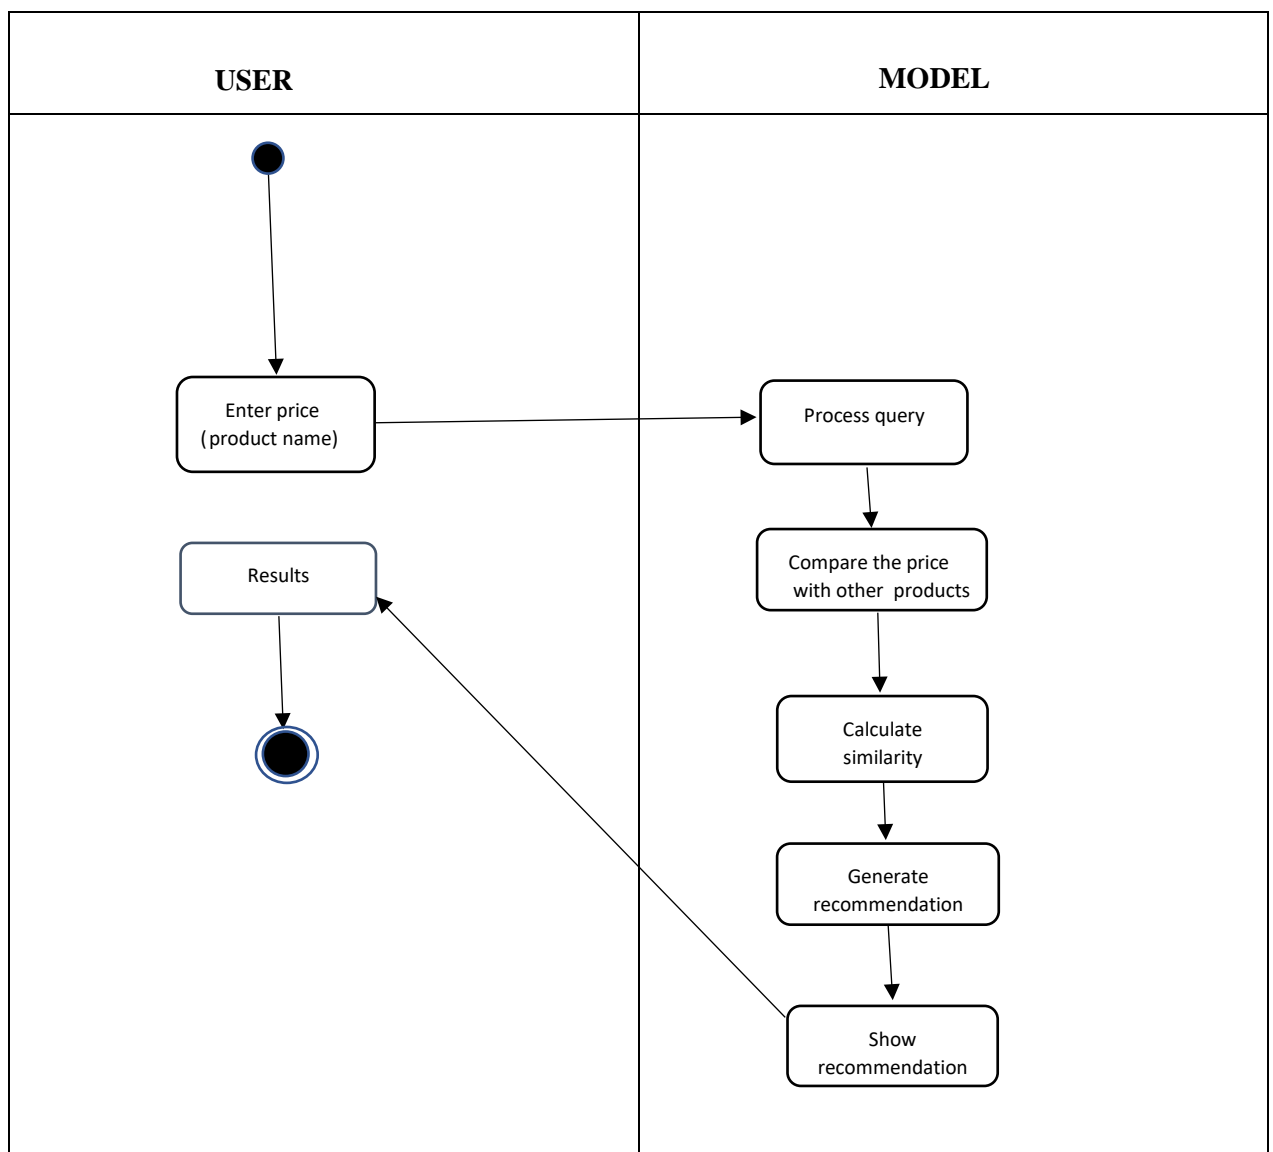 USER
MODEL
Enter price
(product name)
Process query
Results
Compare the price
with other products
Calculate
similarity
Generate
recommendation
Show
recommendation